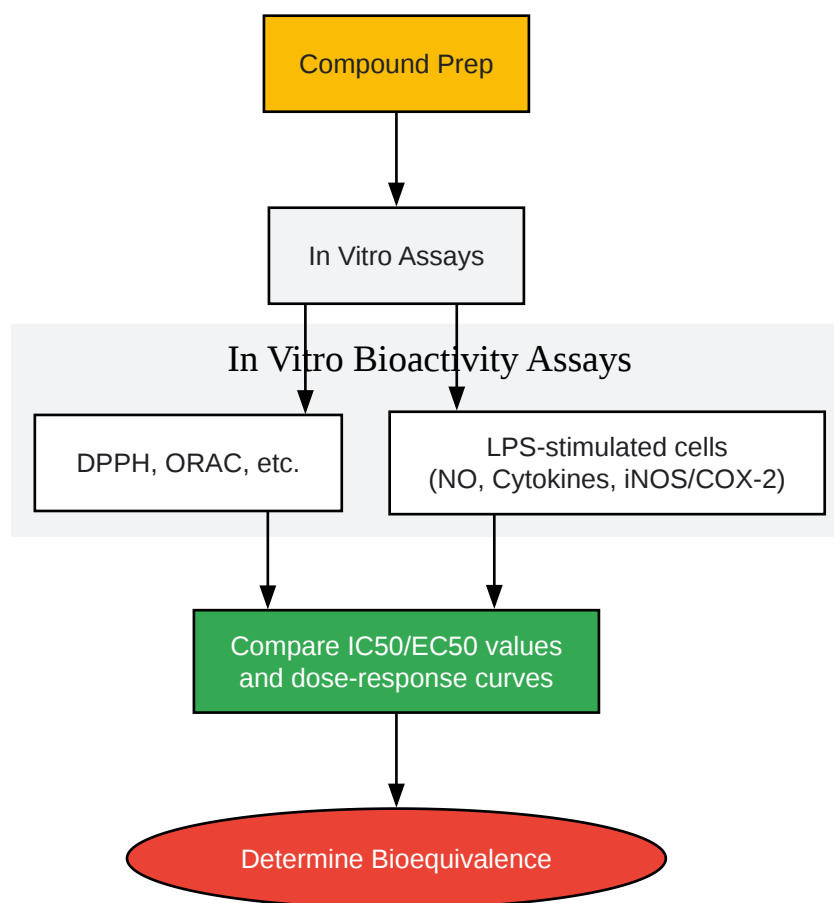 Compound Prep
In Vitro Assays
In Vitro Bioactivity Assays
DPPH, ORAC, etc.
LPS-stimulated cells
(NO, Cytokines, iNOS/COX-2)
Compare IC50/EC50 values
and dose-response curves
Determine Bioequivalence